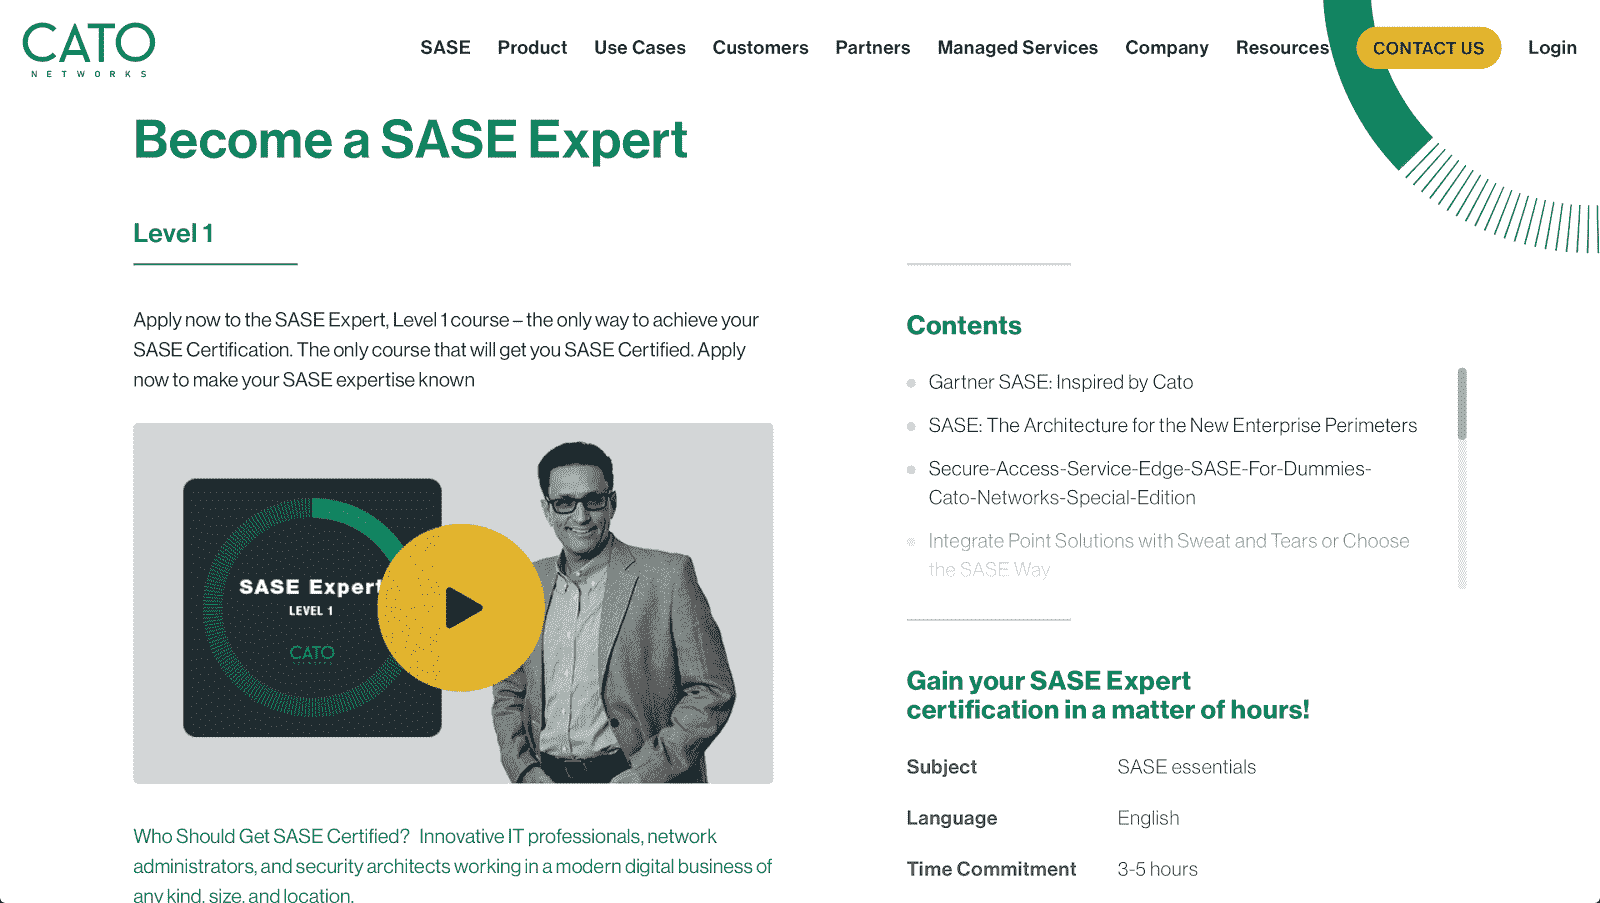 CATO
NETWORKS
SASE Product Use Cases Customers Partners Managed Services Company Resources CONTACT US Login
Become a SASE Expert
Level 1
Apply now to the SASE Expert, Level 1 course – the only way to achieve your
SASE Certification. The only course that will get you SASE Certified. Apply
now to make your SASE expertise known
SASE Expert
LEVEL 1
CATO
Who Should Get SASE Certified? Innovative IT professionals, network
administrators, and security architects working in a modern digital business of
any kind, size, and location.
Contents
Gartner SASE: Inspired by Cato
SASE: The Architecture for the New Enterprise Perimeters
Secure-Access-Service-Edge-SASE-For-Dummies-
Cato-Networks-Special-Edition
Integrate Point Solutions with Sweat and Tears or Choose
the SASE Way
Gain your SASE Expert
certification in a matter of hours!
Subject SASE essentials
Language English
Time Commitment 3-5 hours